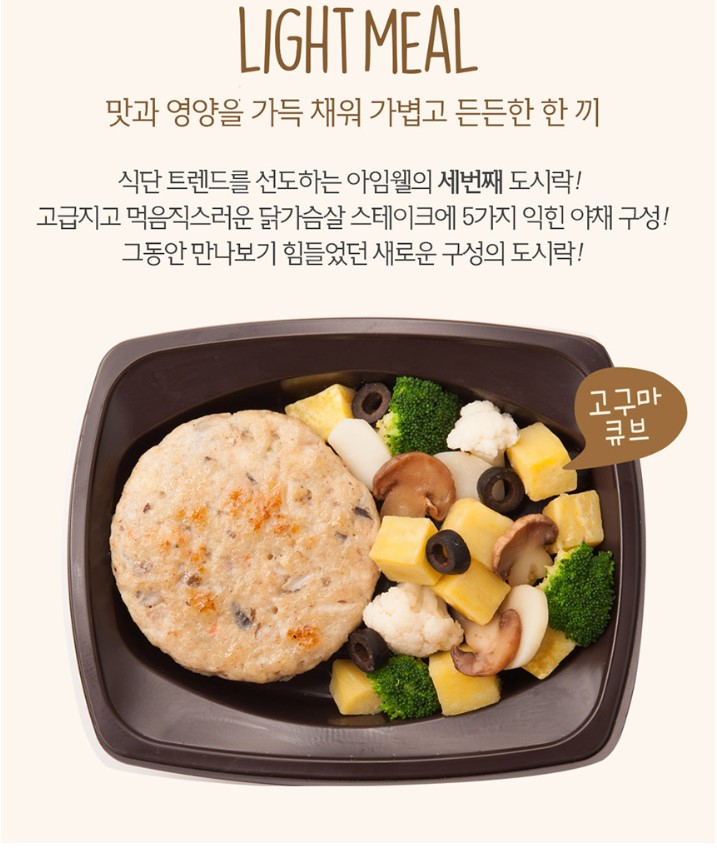 LIGHT MEAL
맛과 영양을 가득 채워 가볍고 든든한 한 끼
식단 트렌드를 선도하는 아임웰의 세번째 도시락!
고급지고 먹음직스러운 닭가슴살 스테이크에 5가지 익힌 야채 구성!
그동안 만나보기 힘들었던 새로운 구성의 도시락!
고구마
큐브